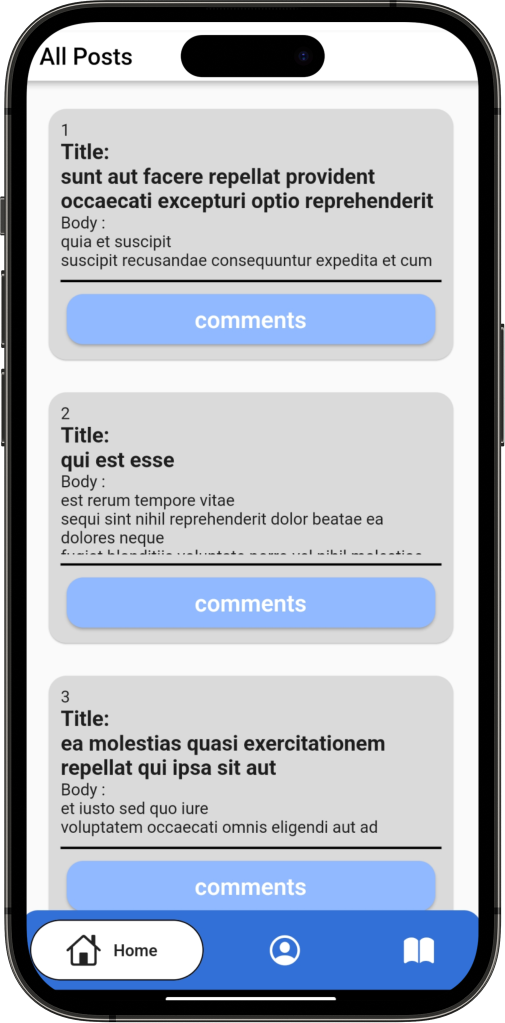 All Posts
1
Title:
sunt aut facere repellat provident
occaecati excepturi optio reprehenderit
Body :
quia et suscipit
suscipit recusandae consequuntur expedita et cum
comments
2
Title:
qui est esse
Body :
est rerum tempore vitae
sequi sint nihil reprehenderit dolor beatae ea
dolores neque
comments
3
Title:
ea molestias quasi exercitationem
repellat qui ipsa sit aut
Body :
et iusto sed quo iure
voluptatem occaecati omnis eligendi aut ad
comments
Home